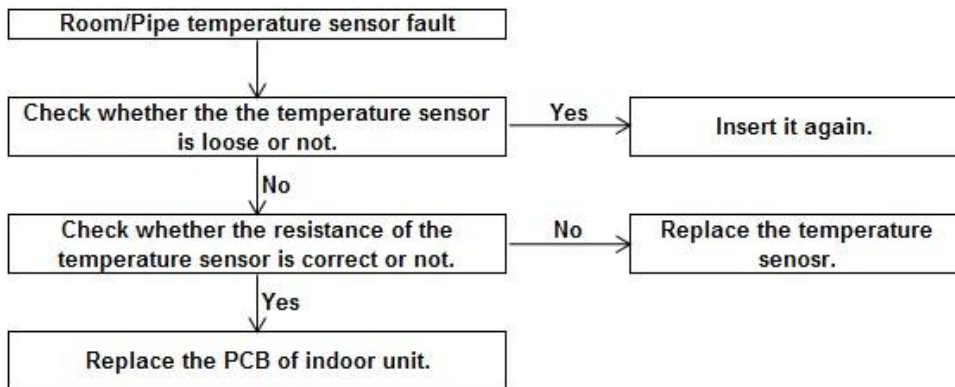 Room/Pipe temperature sensor fault
Check whether the the temperature sensor
is loose or not.
Yes
Insert it again.
No
Check whether the resistance of the
temperature sensor is correct or not.
No
Replace the temperature
senosr.
Yes
Replace the PCB of indoor unit.